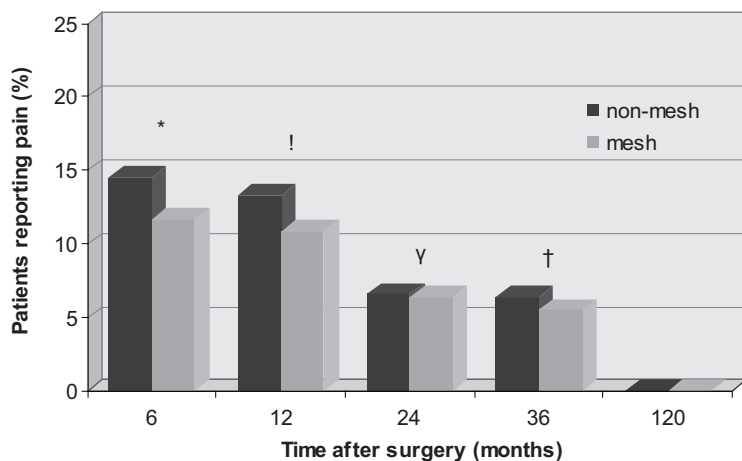 Patients reporting pain (%)
25
20
15
10
5
0
*
!
γ
†
non-mesh
mesh
6 12 24 36 120
Time after surgery (months)